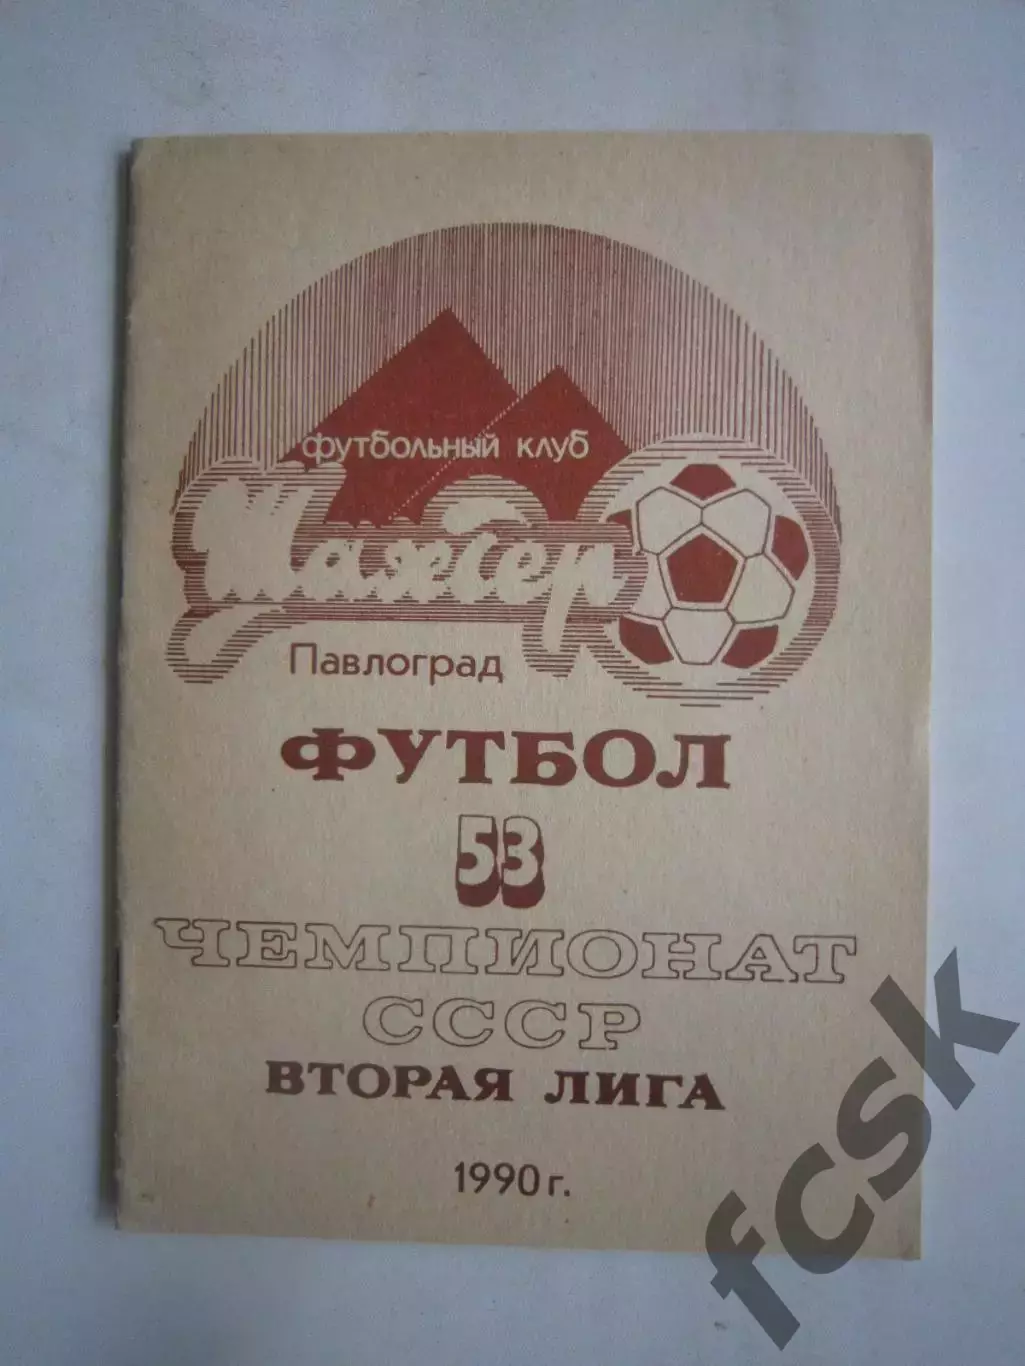 футбольный клуб
Шахтер
Павлоград
ФУТБОЛ
53
ЧЕМПИОНАТ
СССР
ВТОРАЯ ЛИГА
1990 г.
fcsk